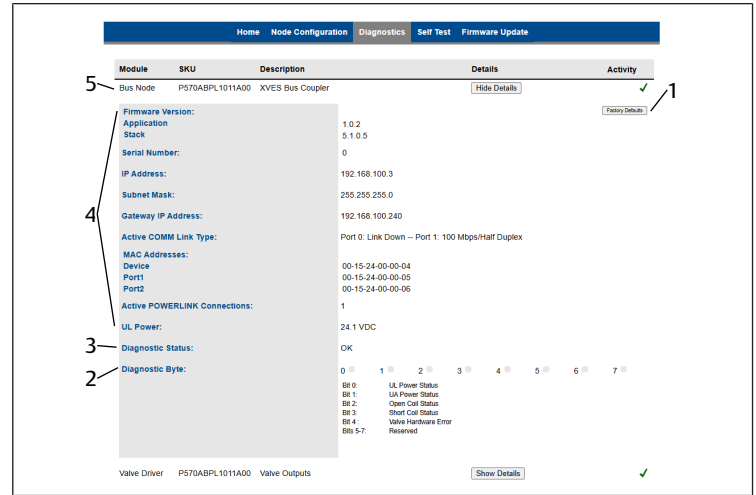 Home Node Configuration Diagnostics Self Test Firmware Update
Module SKU Description Details Activity
5 Bus Node P570ABPL1011A00 XVES Bus Coupler Hide Details ✓ 1
Firmware Version: Factory Defaults
Application 1.0.2
Stack 5.1.0.5
Serial Number: 0
IP Address: 192.168.100.3
Subnet Mask: 255.255.255.0
4 Gateway IP Address: 192.168.100.240
Active COMM Link Type: Port 0: Link Down -- Port 1: 100 Mbps/Half Duplex
MAC Addresses:
Device 00-15-24-00-00-04
Port1 00-15-24-00-00-05
Port2 00-15-24-00-00-06
Active POWERLINK Connections: 1
UL Power: 24.1 VDC
3 Diagnostic Status: OK
2 Diagnostic Byte: 0 1 2 3 4 5 6 7
Bit 0: UL Power Status
Bit 1: UA Power Status
Bit 2: Open Coil Status
Bit 3: Short Coil Status
Bit 4 : Valve Hardware Error
Bits 5-7: Reserved
Valve Driver P570ABPL1011A00 Valve Outputs Show Details ✓